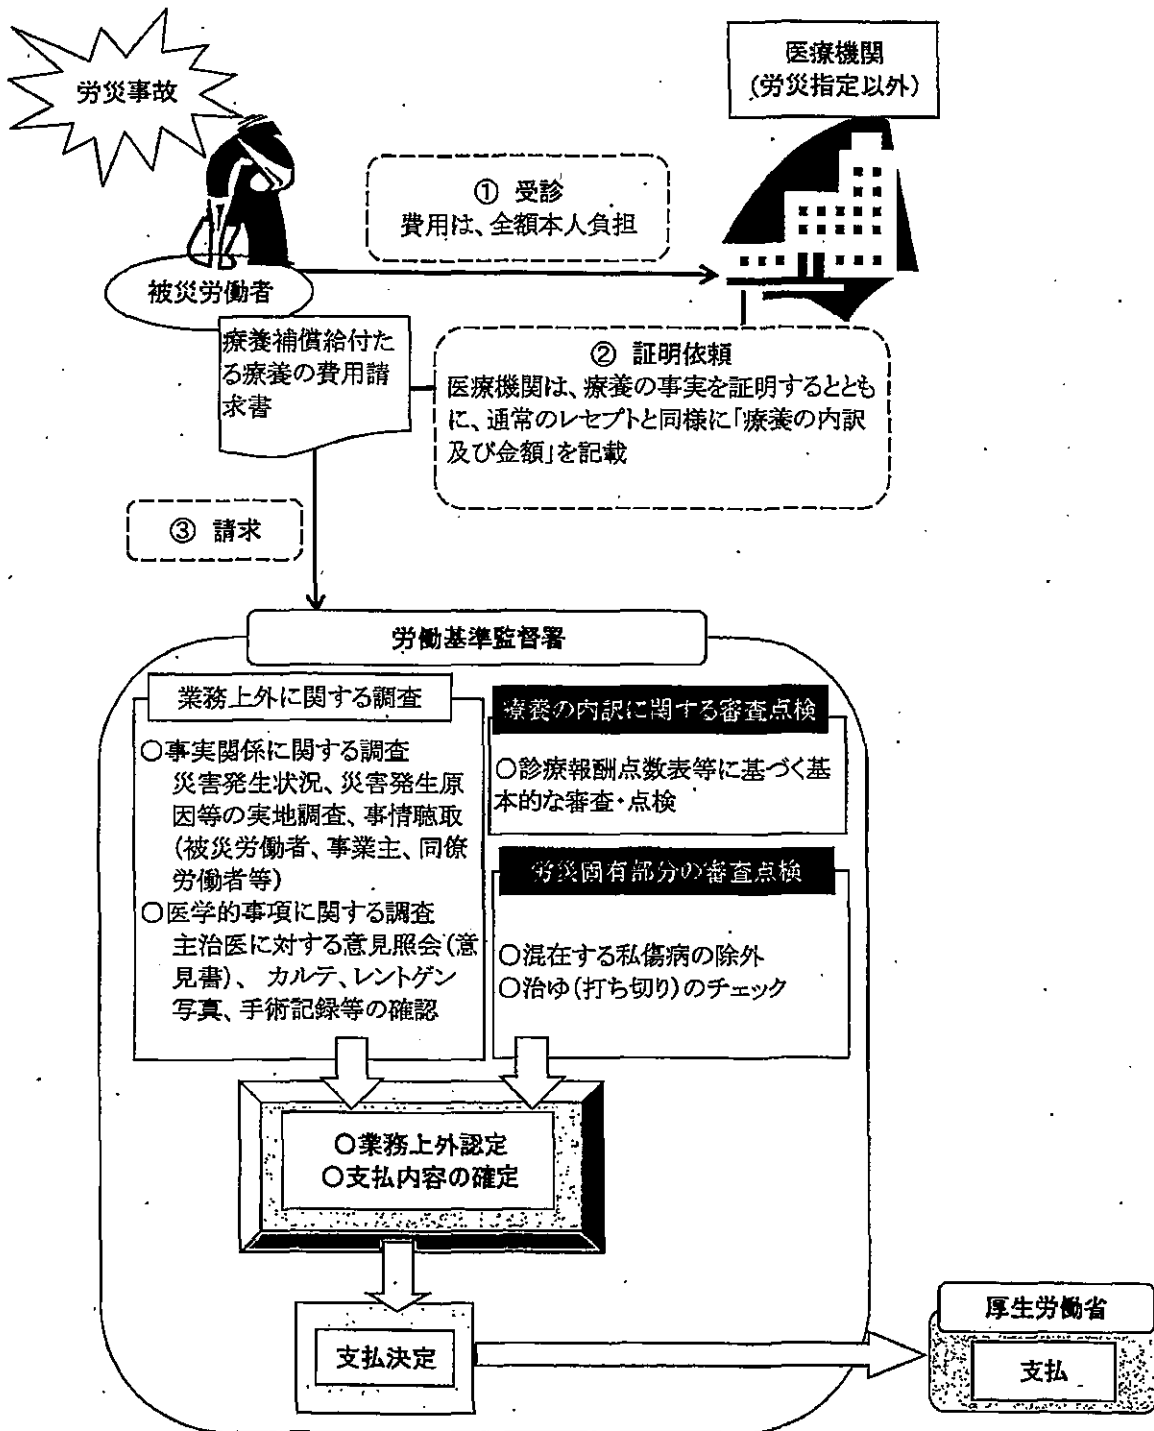 労災事故
医療機関
(労災指定以外)
① 受診
費用は、全額本人負担
被災労働者
療養補償給付た
る療養の費用請
求書
② 証明依頼
医療機関は、療養の事実を証明するととも
に、通常のレセプトと同様に「療養の内訳
及び金額」を記載
③ 請求
労働基準監督署
業務上外に関する調査
○事実関係に関する調査
災害発生状況、災害発生原
因等の実地調査、事情聴取
(被災労働者、事業主、同僚
労働者等)
○医学的事項に関する調査
主治医に対する意見照会(意
見書)、カルテ、レントゲン
写真、手術記録等の確認
療養の内訳に関する審査点検
○診療報酬点数表等に基づく基
本的な審査・点検
労災固有部分の審査点検
○混在する私傷病の除外
○治ゆ(打ち切り)のチェック
○業務上外認定
○支払内容の確定
支払決定
厚生労働省
支払